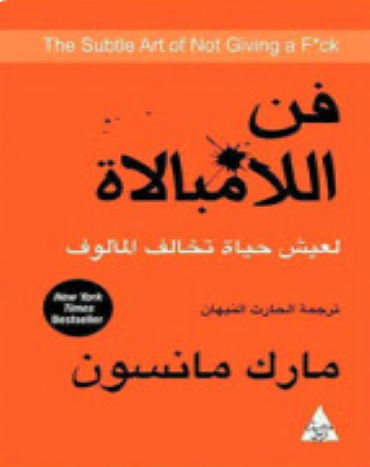 The Subtle Art of Not Giving a F*ck
فن
اللامبالاة
لعيش حياة تخالف المألوف
New York
Times
Bestseller
ترجمة الحارث النبهان
مارك مانسون